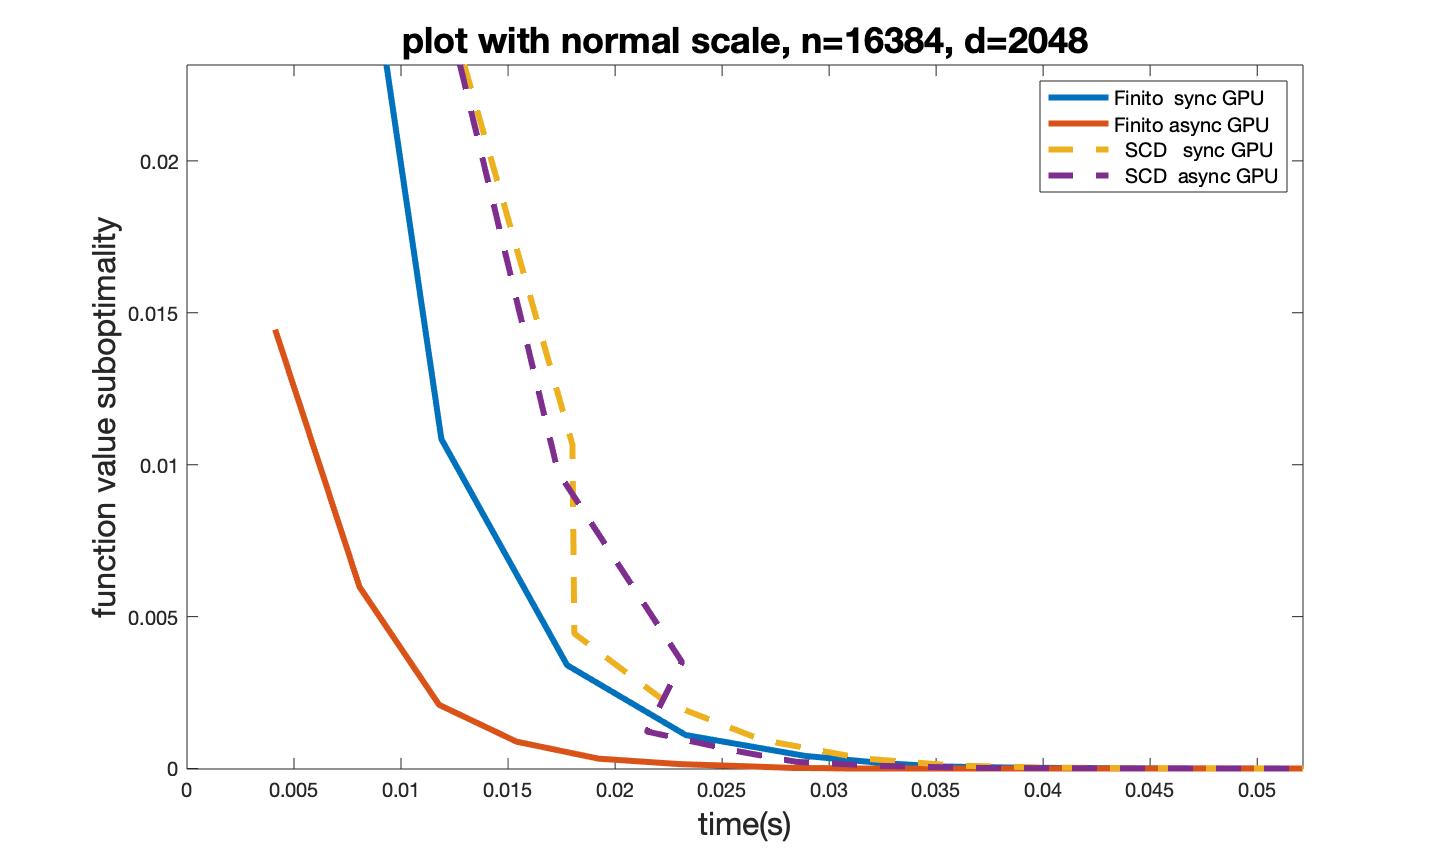 plot with normal scale, n=16384, d=2048
Finito sync GPU
Finito async GPU
SCD sync GPU
SCD async GPU
function value suboptimality
0.02
0.015
0.01
0.005
0
0 0.005 0.01 0.015 0.02 0.025 0.03 0.035 0.04 0.045 0.05
time(s)